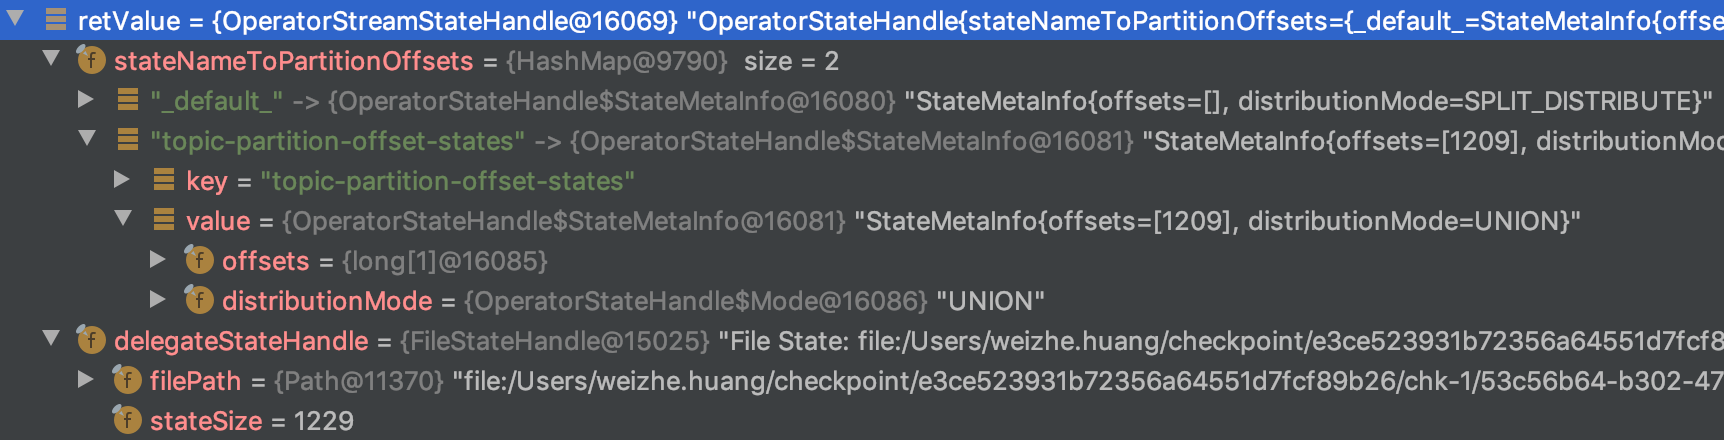 retValue = {OperatorStreamStateHandle@16069} "OperatorStateHandle{stateNameToPartitionOffsets={_default_=StateMetaInfo{offse
f stateNameToPartitionOffsets = {HashMap@9790} size = 2
"_default_" -> {OperatorStateHandle$StateMetaInfo@16080} "StateMetaInfo{offsets=[], distributionMode=SPLIT_DISTRIBUTE}"
"topic-partition-offset-states" -> {OperatorStateHandle$StateMetaInfo@16081} "StateMetaInfo{offsets=[1209], distributionMod
key = "topic-partition-offset-states"
value = {OperatorStateHandle$StateMetaInfo@16081} "StateMetaInfo{offsets=[1209], distributionMode=UNION}"
f offsets = {long[1]@16085}
f distributionMode = {OperatorStateHandle$Mode@16086} "UNION"
f delegateStateHandle = {FileStateHandle@15025} "File State: file:/Users/weizhe.huang/checkpoint/e3ce523931b72356a64551d7fcf8
f filePath = {Path@11370} "file:/Users/weizhe.huang/checkpoint/e3ce523931b72356a64551d7fcf89b26/chk-1/53c56b64-b302-47
f stateSize = 1229